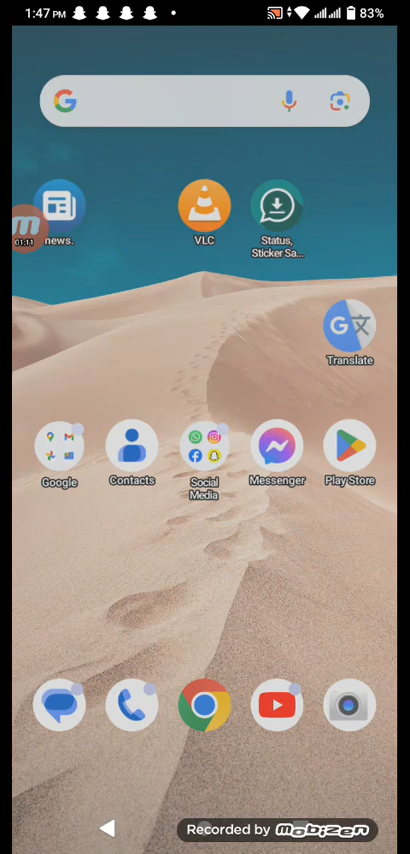 1:47 PM 83%
news.
01:11
VLC
Status,
Sticker Sa...
Translate
Google
Contacts
Social
Media
Messenger
Play Store
Recorded by mobizen